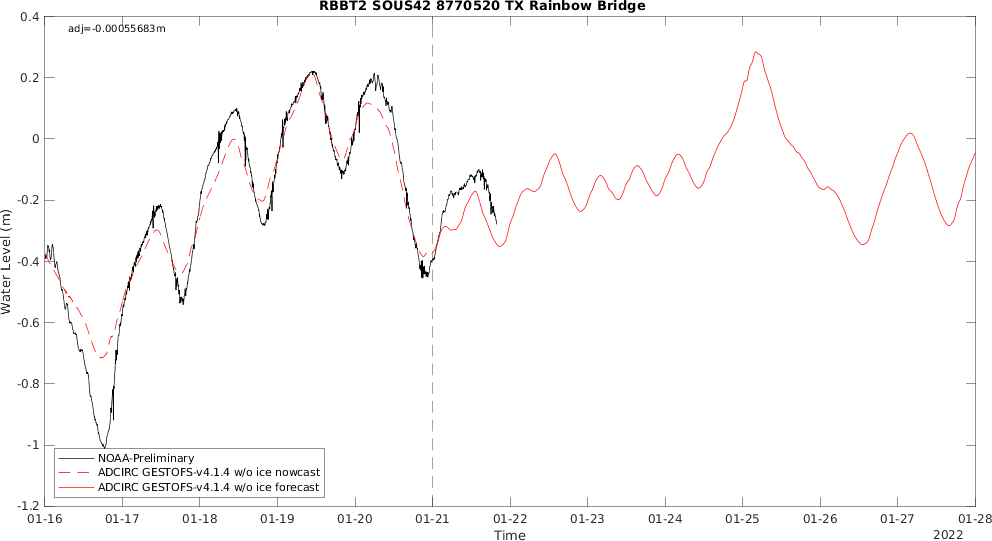 RBBT2 SOUS42 8770520 TX Rainbow Bridge
adj=-0.00055683m
0.4
0.2
0
-0.2
-0.4
-0.6
-0.8
-1
-1.2
Water Level (m)
NOAA-Preliminary
ADCIRC GESTOFS-v4.1.4 w/o ice nowcast
ADCIRC GESTOFS-v4.1.4 w/o ice forecast
01-16 01-17 01-18 01-19 01-20 01-21 01-22 01-23 01-24 01-25 01-26 01-27 01-28
Time
2022